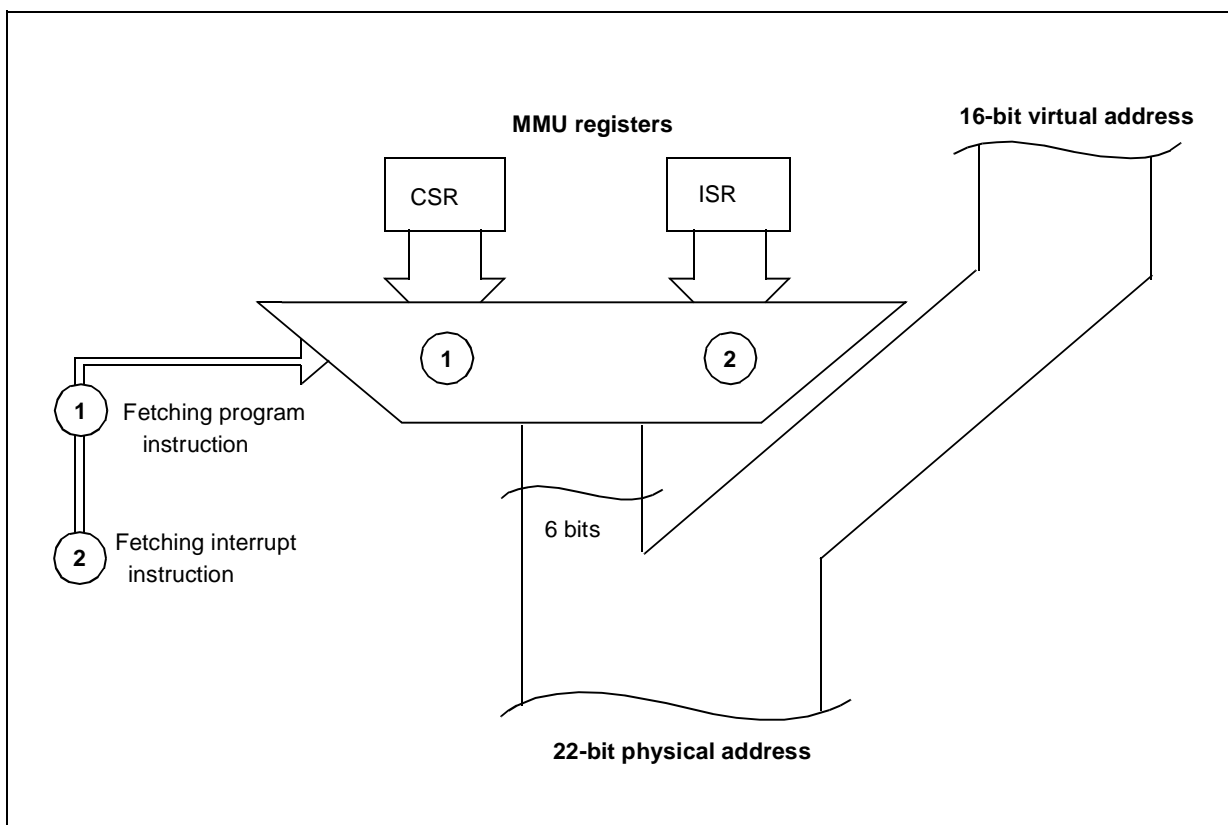 MMU registers
16-bit virtual address
CSR
ISR
1
2
1
Fetching program
instruction
2
Fetching interrupt
instruction
6 bits
22-bit physical address